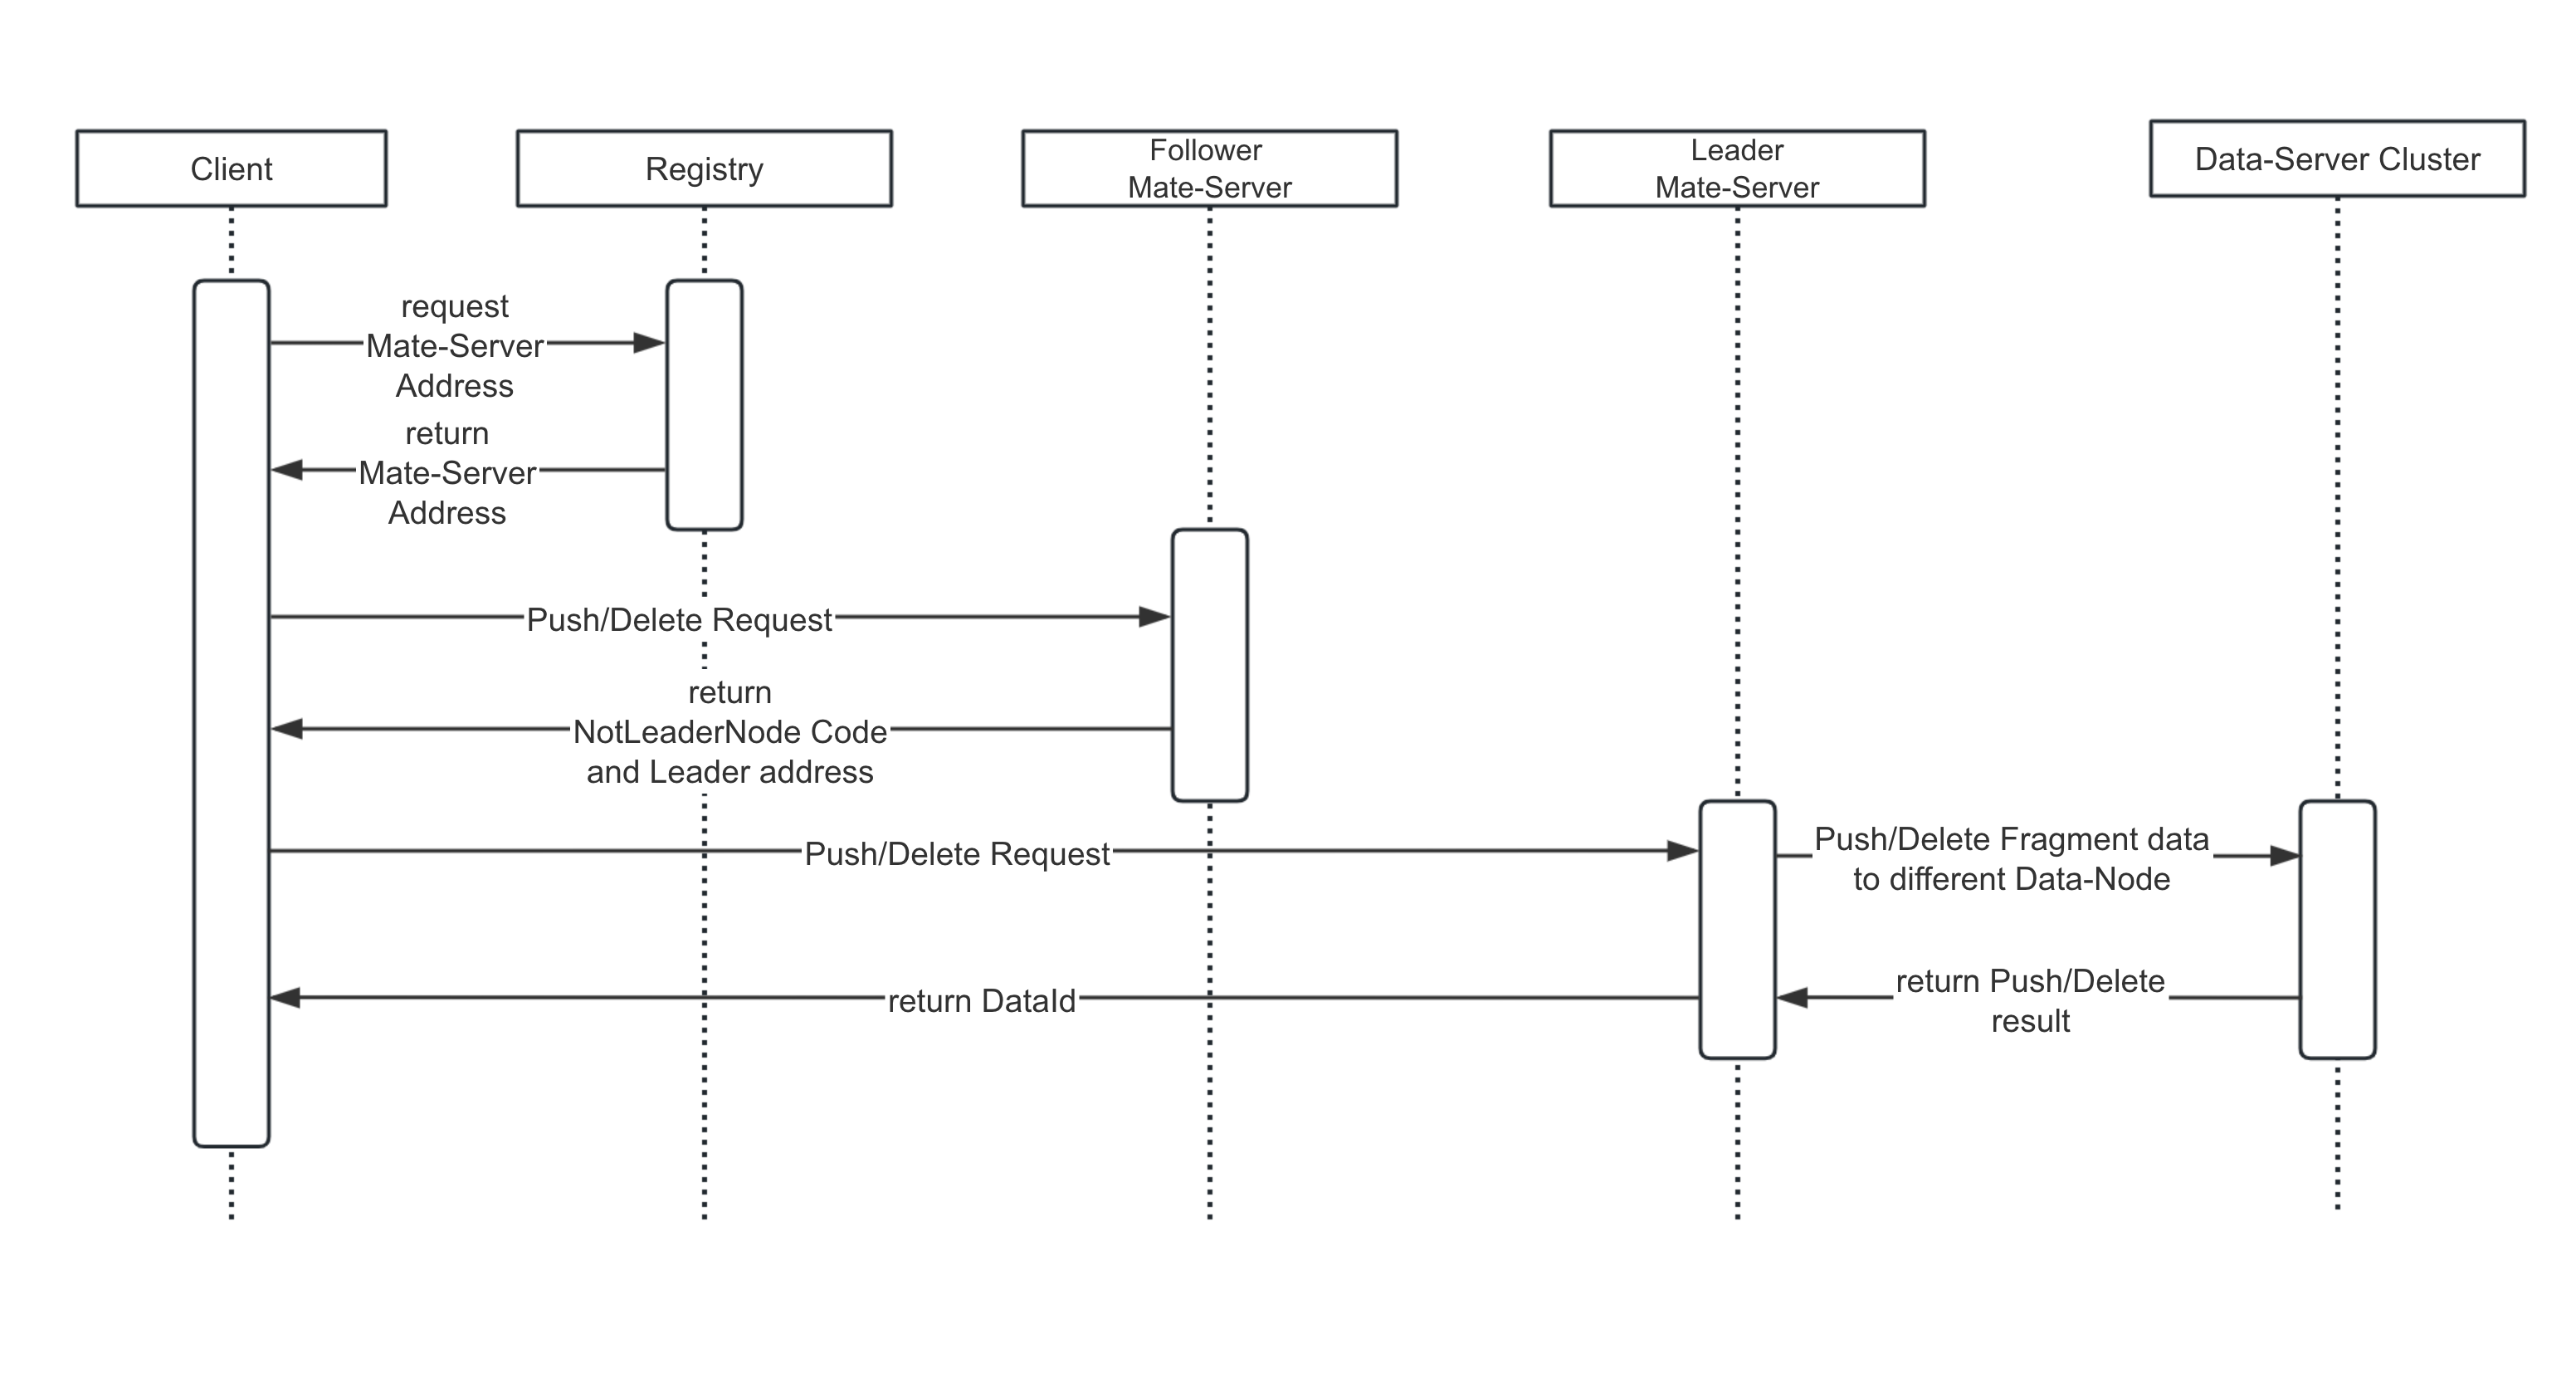 Client
Registry
Follower
Mate-Server
Leader
Mate-Server
Data-Server Cluster
request
Mate-Server
Address
return
Mate-Server
Address
Push/Delete Request
return
NotLeaderNode Code
and Leader address
Push/Delete Request
Push/Delete Fragment data
to different Data-Node
return DataId
return Push/Delete
result